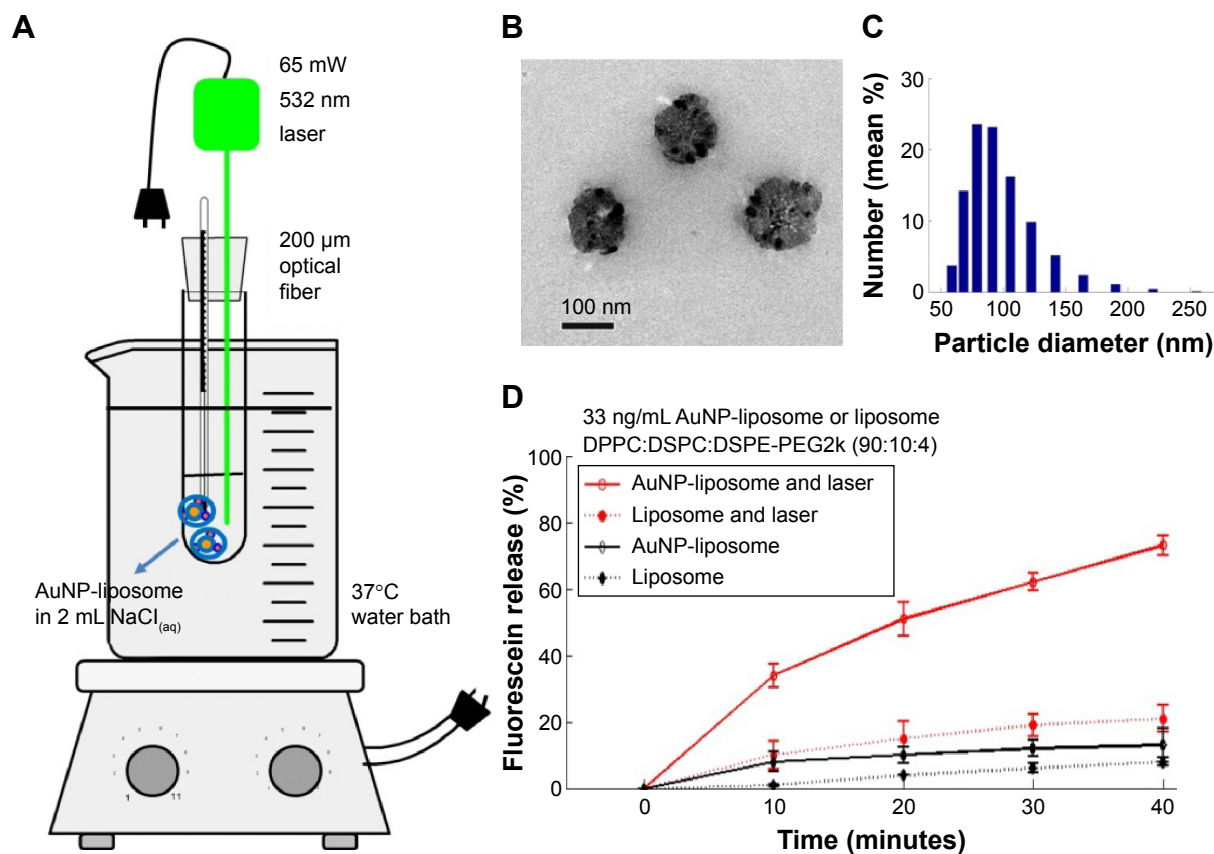 A
65 mW
532 nm
laser
200 µm
optical
fiber
AuNP-liposome
in 2 mL NaCl(aq)
37°C
water bath
1
11
B
100 nm
C
Number (mean %)
30
20
10
0
50 100 150 200 250
Particle diameter (nm)
D
33 ng/mL AuNP-liposome or liposome
DPPC:DSPC:DSPE-PEG2k (90:10:4)
Fluorescein release (%)
100
80
60
40
20
0
AuNP-liposome and laser
Liposome and laser
AuNP-liposome
Liposome
0 10 20 30 40
Time (minutes)